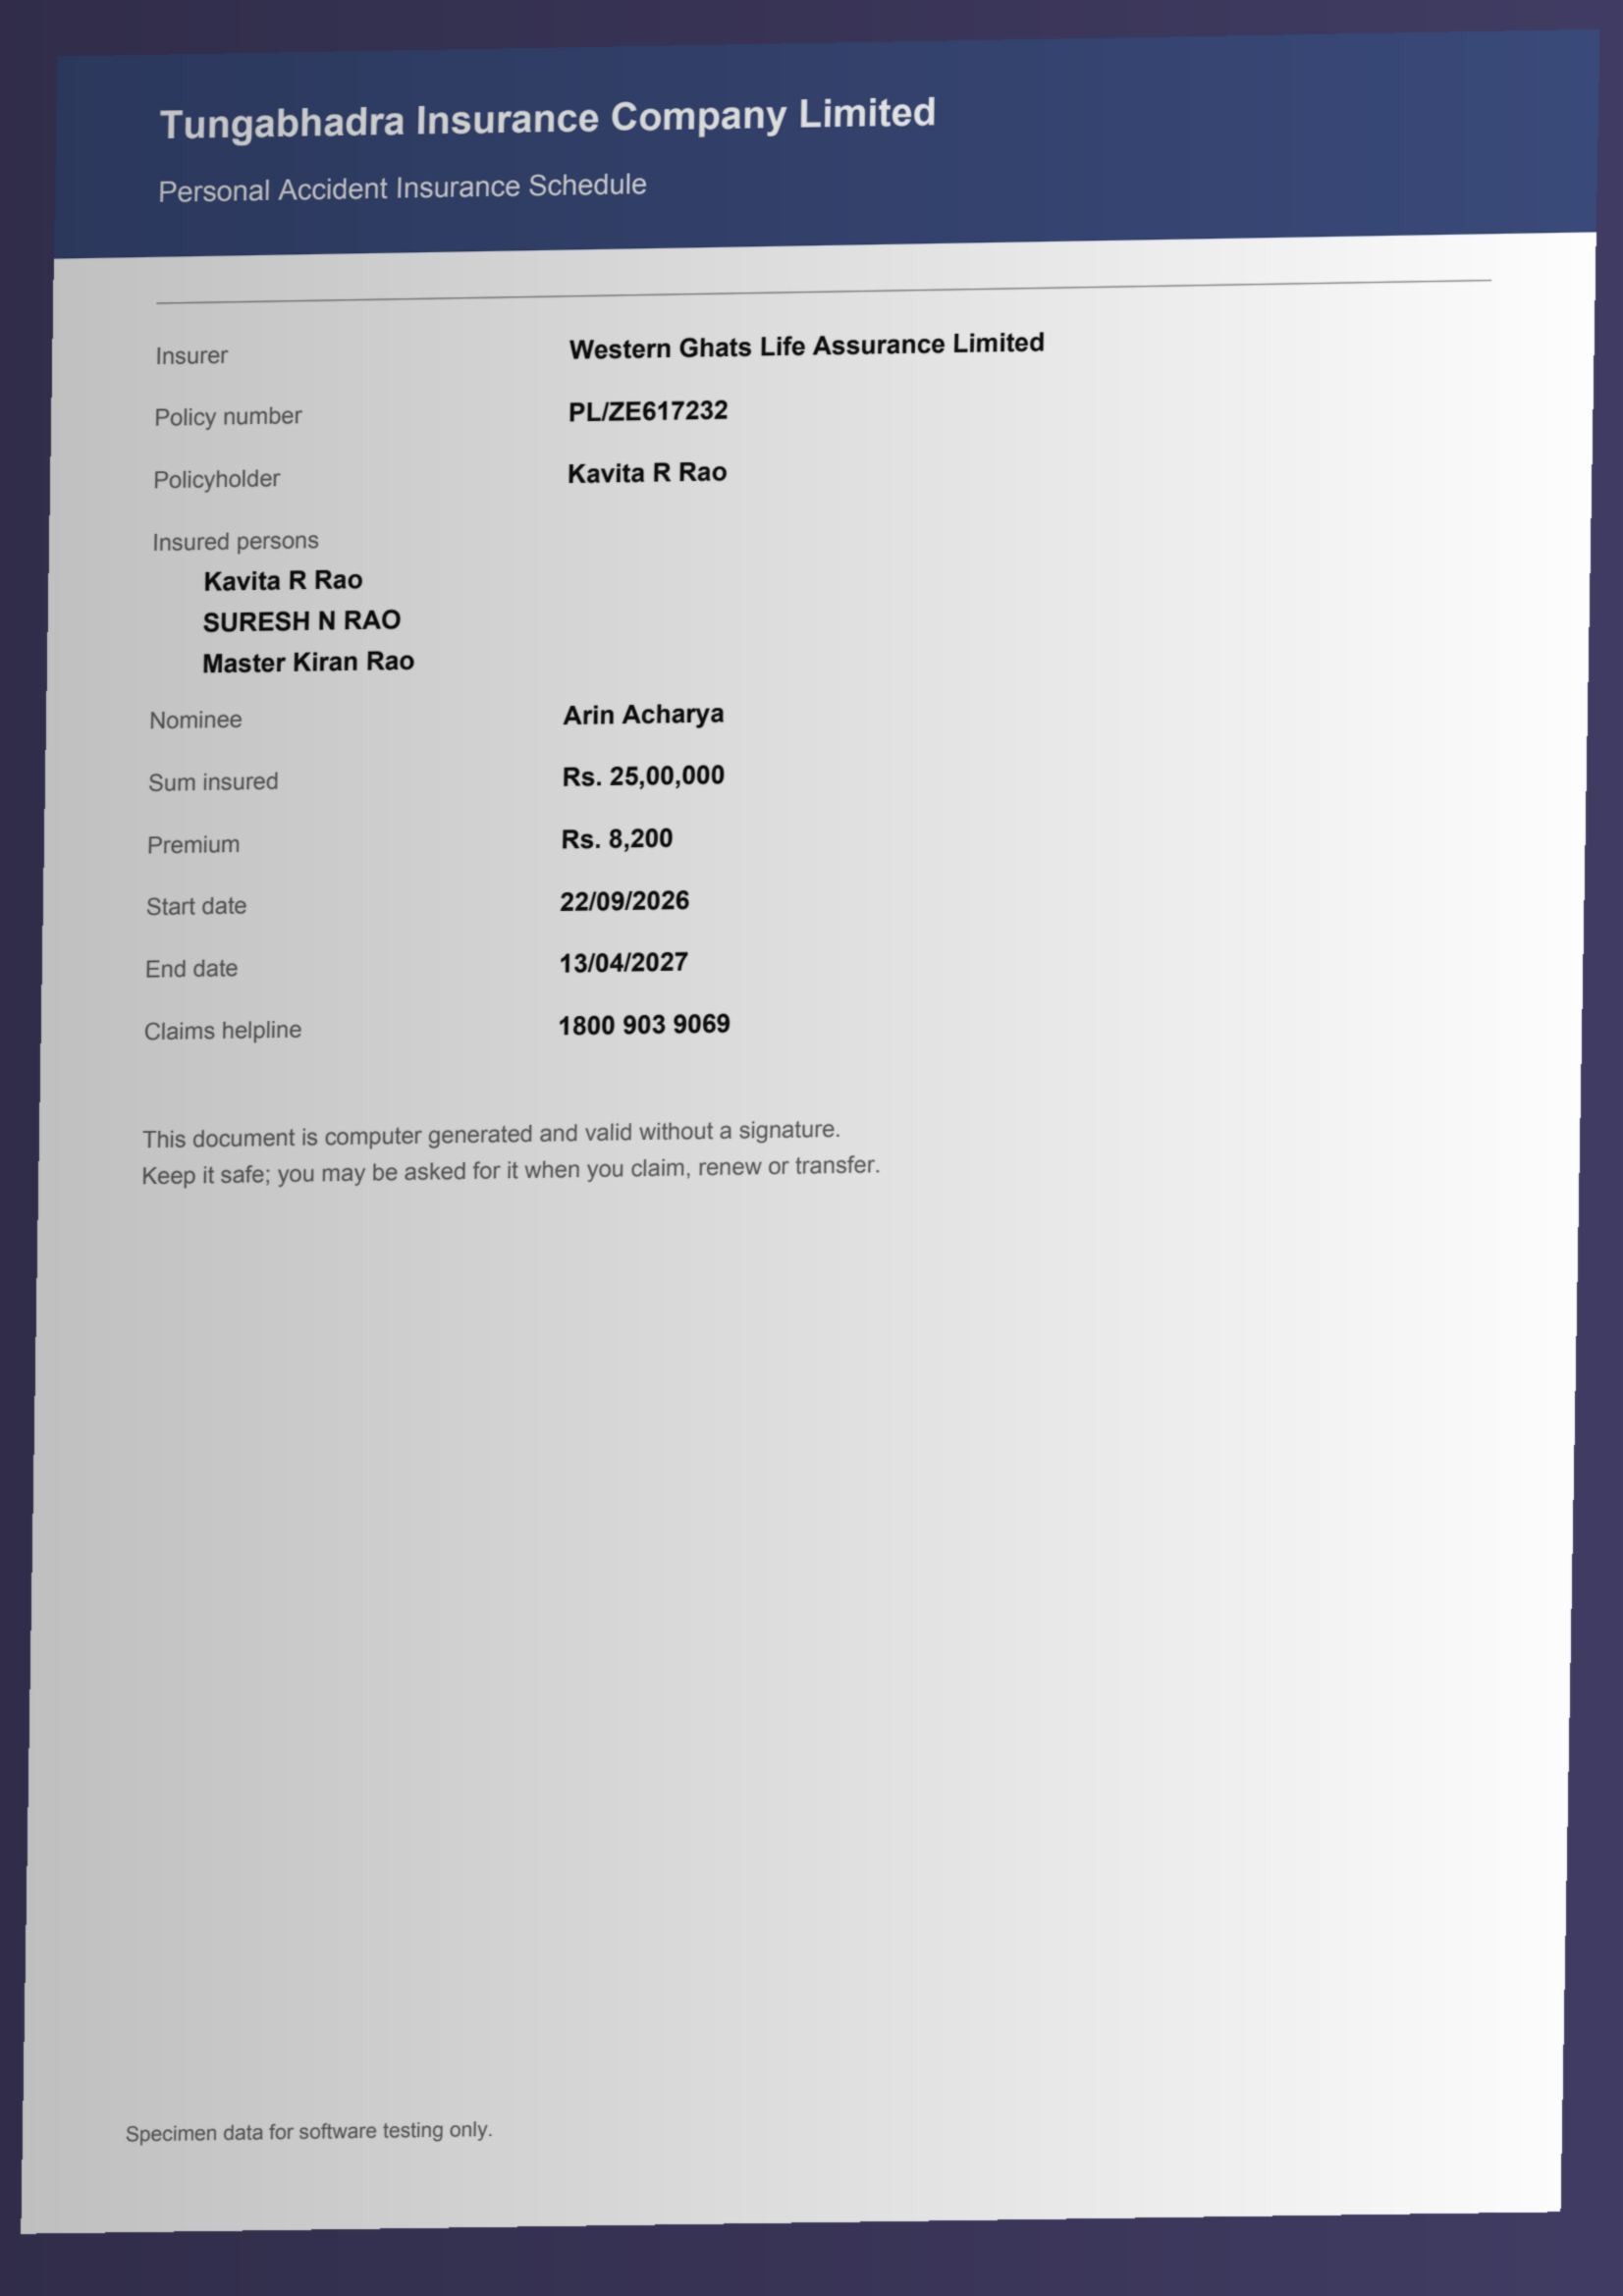 Tungabhadra Insurance Company Limited
Personal Accident Insurance Schedule
Insurer Western Ghats Life Assurance Limited
Policy number PL/ZE617232
Policyholder Kavita R Rao
Insured persons
Kavita R Rao
SURESH N RAO
Master Kiran Rao
Nominee Arin Acharya
Sum insured Rs. 25,00,000
Premium Rs. 8,200
Start date 22/09/2026
End date 13/04/2027
Claims helpline 1800 903 9069
This document is computer generated and valid without a signature.
Keep it safe; you may be asked for it when you claim, renew or transfer.
Specimen data for software testing only.